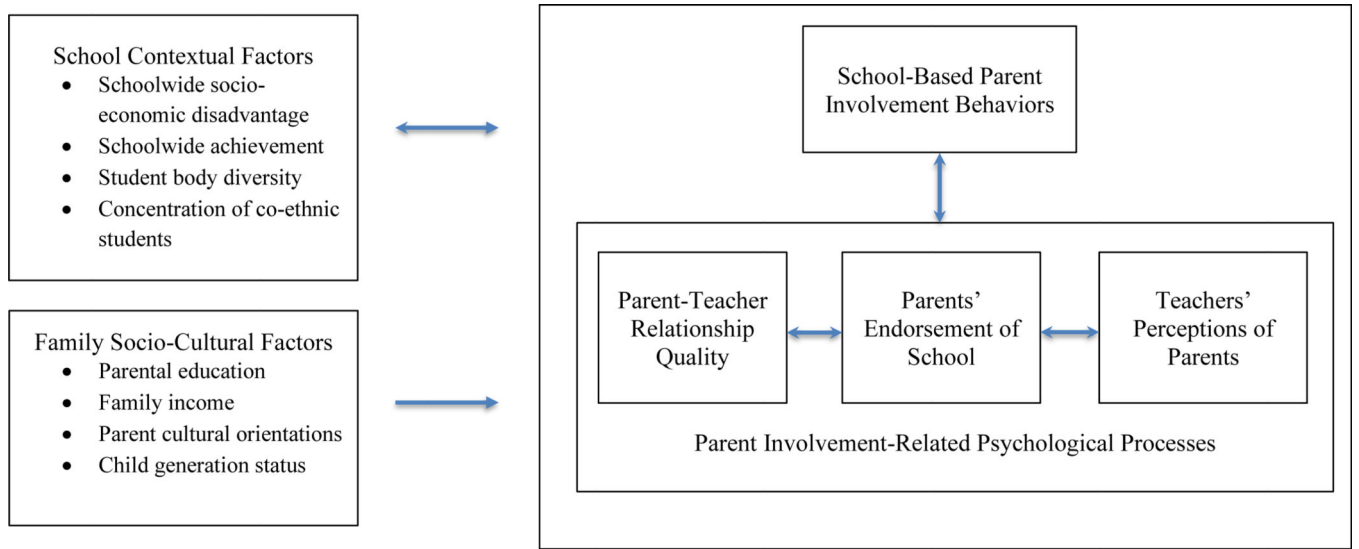 School Contextual Factors
• Schoolwide socio-
economic disadvantage
• Schoolwide achievement
• Student body diversity
• Concentration of co-ethnic
students
Family Socio-Cultural Factors
• Parental education
• Family income
• Parent cultural orientations
• Child generation status
School-Based Parent
Involvement Behaviors
Parent-Teacher
Relationship
Quality
Parents’
Endorsement of
School
Teachers’
Perceptions of
Parents
Parent Involvement-Related Psychological Processes